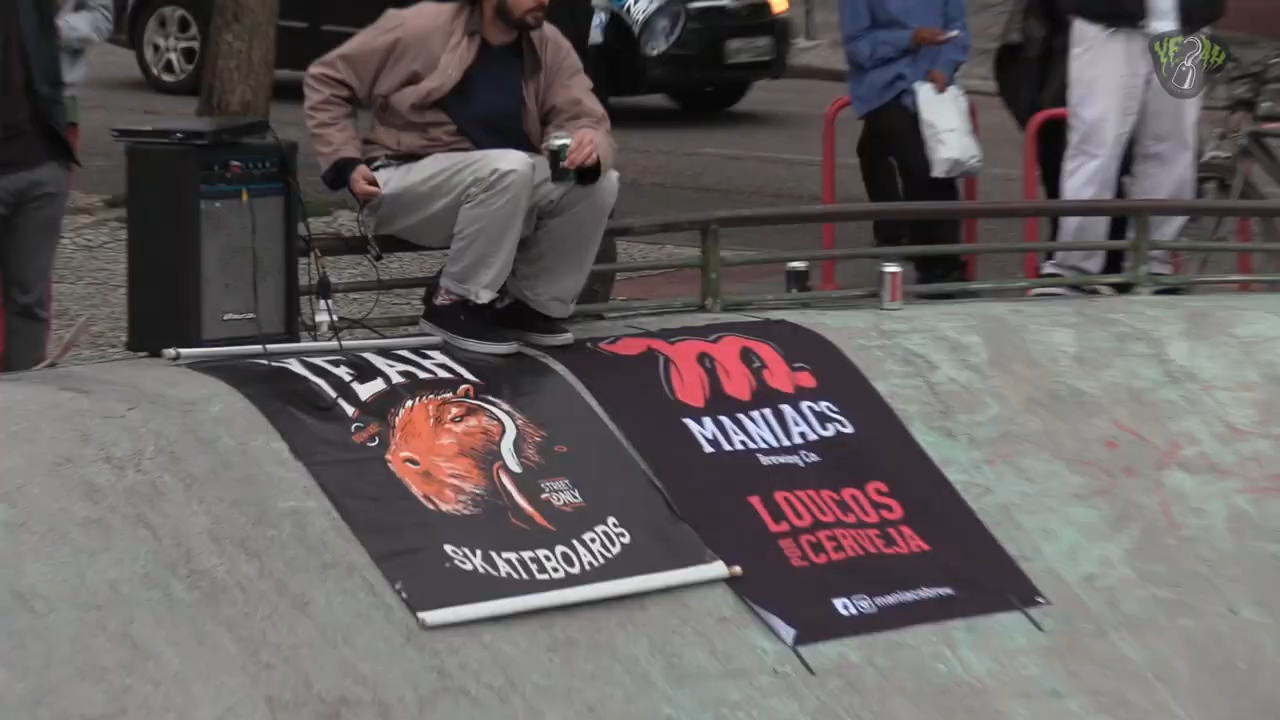 YEAH
YEAH
STREET
ONLY
SKATEBOARDS
MANIACS
Brewing Co.
LOUCOS
POR
CERVEJA
maniacsbrew